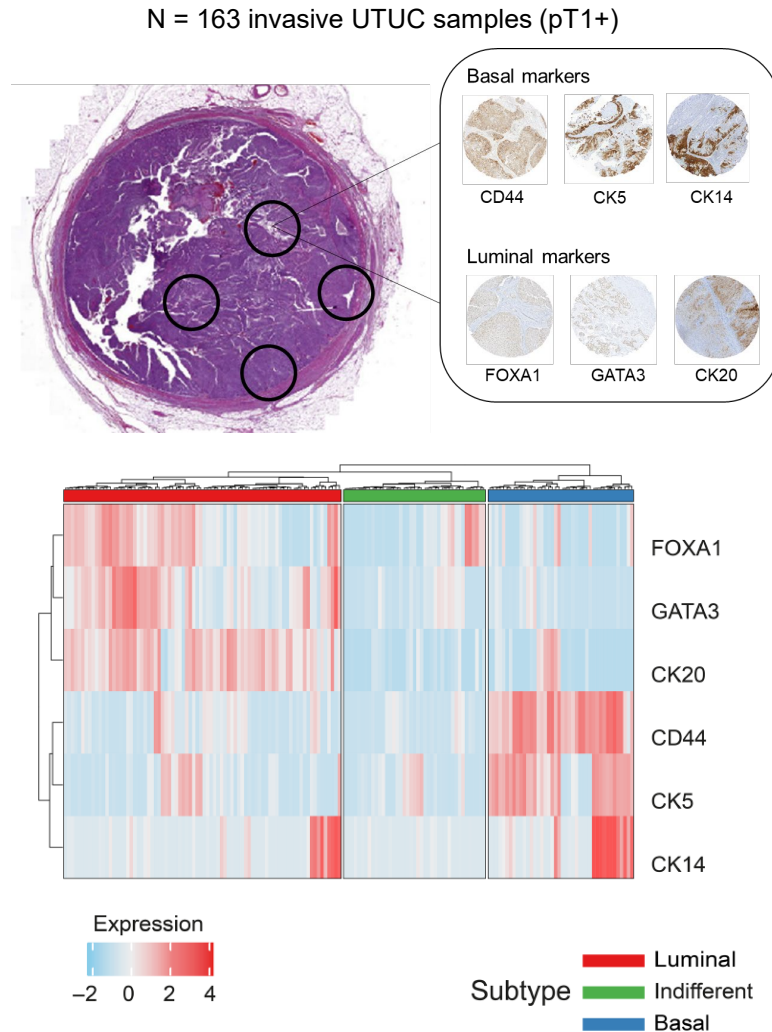 N = 163 invasive UTUC samples (pT1+)
Basal markers
CD44 CK5 CK14
Luminal markers
FOXA1 GATA3 CK20
FOXA1
GATA3
CK20
CD44
CK5
CK14
Expression
−2 0 2 4
Subtype
Luminal
Indifferent
Basal